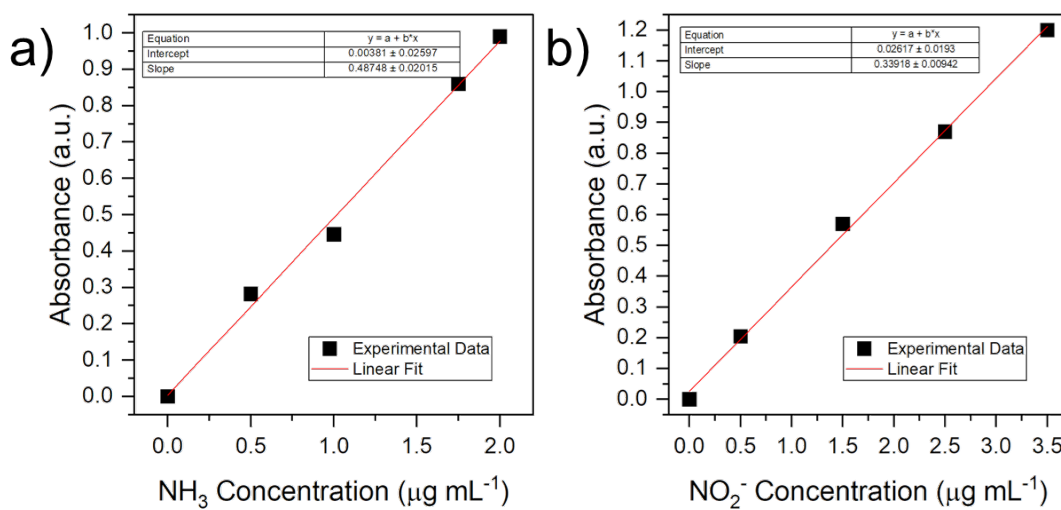 a)
Equation y = a + b*x
Intercept 0.00381 ± 0.02597
Slope 0.48748 ± 0.02015
1.0
0.9
0.8
0.7
0.6
0.5
0.4
0.3
0.2
0.1
0.0
Absorbance (a.u.)
Experimental Data
Linear Fit
0.0 0.5 1.0 1.5 2.0
NH₃ Concentration (μg mL⁻¹)
b)
Equation y = a + b*x
Intercept 0.02617 ± 0.0193
Slope 0.33918 ± 0.00942
1.2
1.1
1.0
0.9
0.8
0.7
0.6
0.5
0.4
0.3
0.2
0.1
0.0
Absorbance (a.u.)
Experimental Data
Linear Fit
0.0 0.5 1.0 1.5 2.0 2.5 3.0 3.5
NO₂⁻ Concentration (μg mL⁻¹)